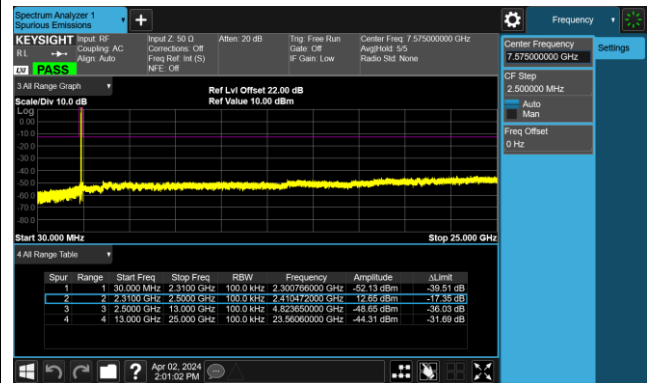 Spectrum Analyzer 1
Spurious Emissions
Frequency
KEYSIGHT Input: RF Input Z: 50 Ω Atten: 20 dB Trig: Free Run Center Freq: 7.575000000 GHz
R L Coupling: AC Corrections: Off Gate: Off Avg|Hold: 5/5
Align: Auto Freq Ref: Int (S) IF Gain: Low Radio Std: None
LXI PASS NFE: Off
Center Frequency
7.575000000 GHz
Settings
CF Step
2.500000 MHz
Auto
Man
Freq Offset
0 Hz
3 All Range Graph
Ref Lvl Offset 22.00 dB
Scale/Div 10.0 dB Ref Value 10.00 dBm
Log
0.00
-10.0
-20.0
-30.0
-40.0
-50.0
-60.0
-70.0
-80.0
Start 30.000 MHz Stop 25.000 GHz
4 All Range Table
Spur Range Start Freq Stop Freq RBW Frequency Amplitude ΔLimit
1 1 30.000 MHz 2.3100 GHz 100.0 kHz 2.300766000 GHz -52.13 dBm -39.51 dB
2 2 2.3100 GHz 2.5000 GHz 100.0 kHz 2.410472000 GHz 12.65 dBm -17.35 dB
3 3 2.5000 GHz 13.000 GHz 100.0 kHz 4.823650000 GHz -48.65 dBm -36.03 dB
4 4 13.000 GHz 25.000 GHz 100.0 kHz 23.56060000 GHz -44.31 dBm -31.69 dB
? Apr 02, 2024
2:01:02 PM